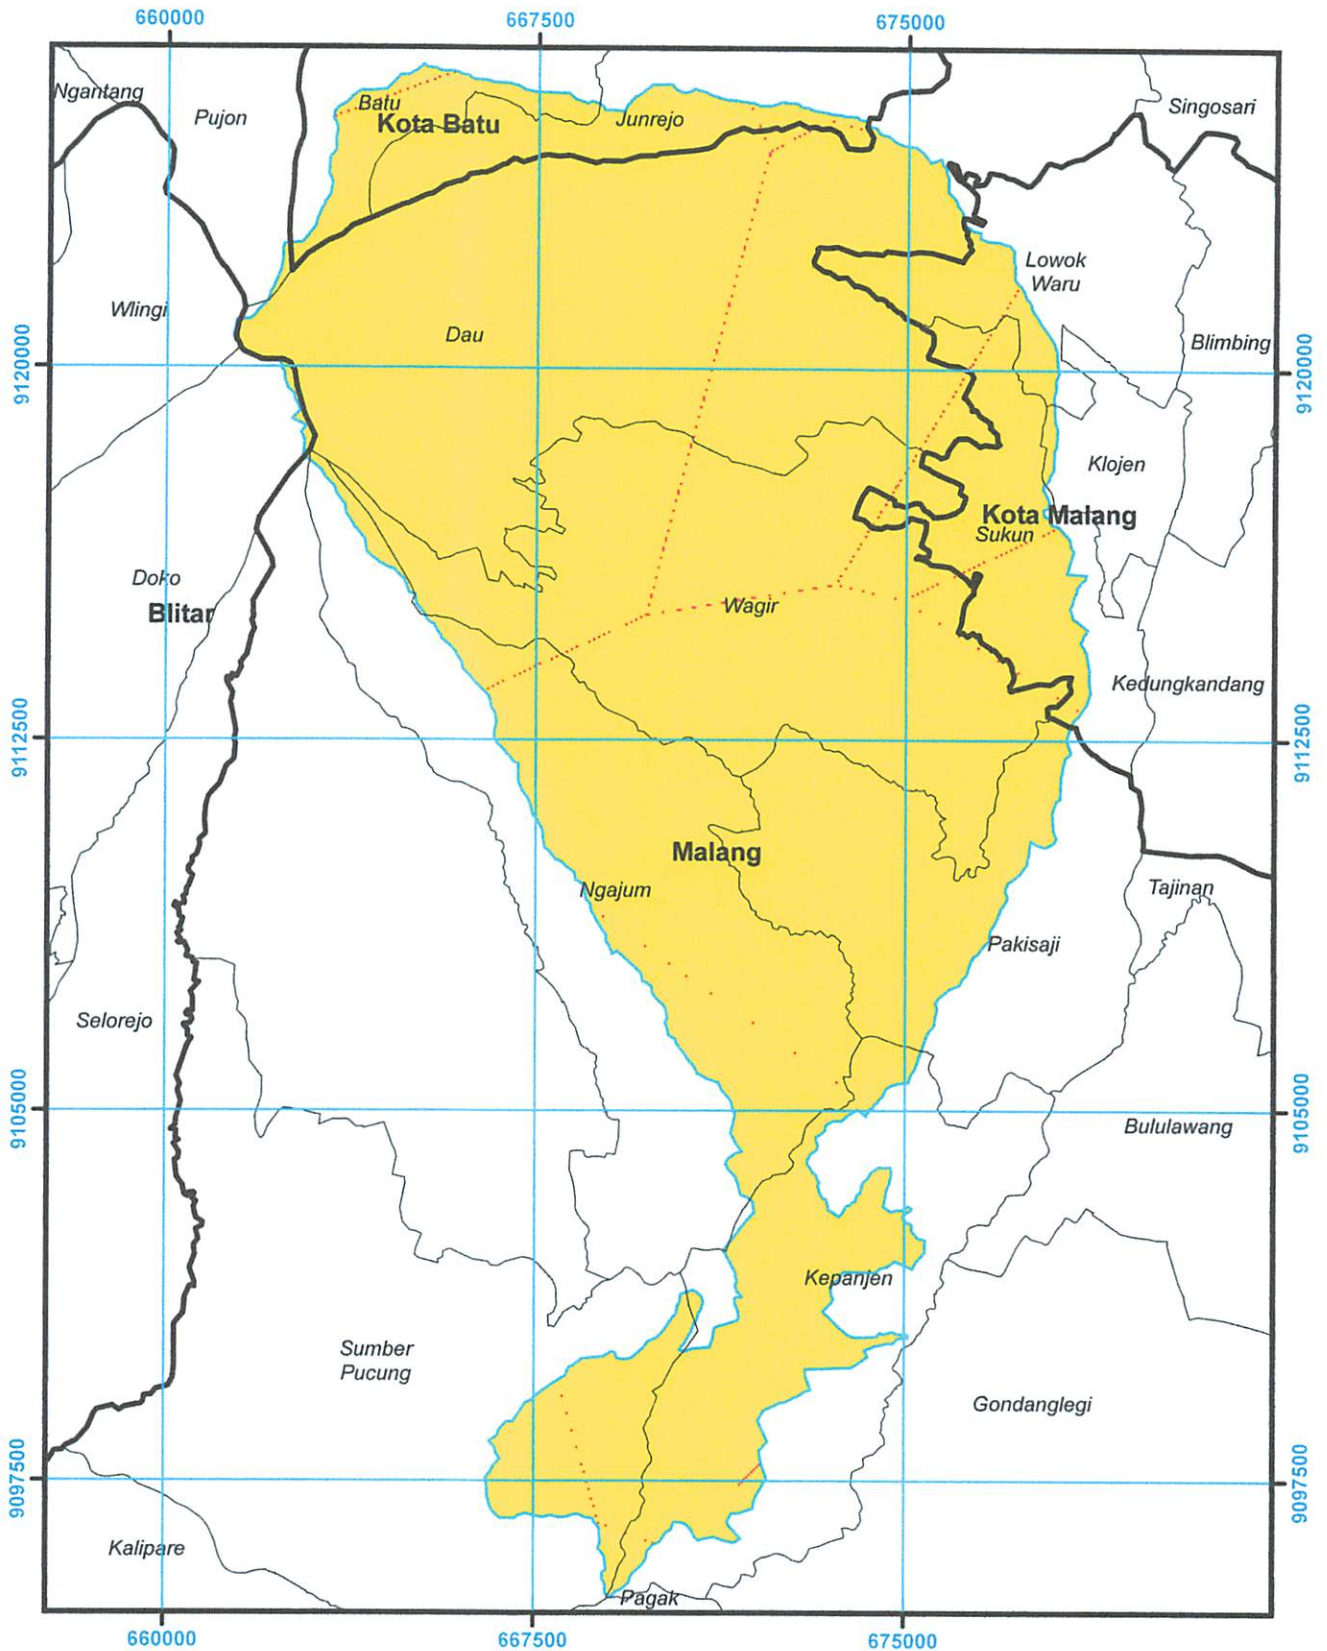 660000
667500
675000
Ngantang
Pujon
Batu
Kota Batu
Junrejo
Singosari
Lowok
Waru
Wlingi
Dau
Blimbing
9120000
9120000
Klojen
Kota Malang
Sukun
Doko
Blitar
Wagir
Kedungkandang
9112500
9112500
Malang
Ngajum
Tajinan
Pakisaji
Selorejo
9105000
9105000
Bululawang
Kepanjen
Sumber
Pucung
Gondanglegi
9097500
9097500
Kalipare
Pagak
660000
667500
675000